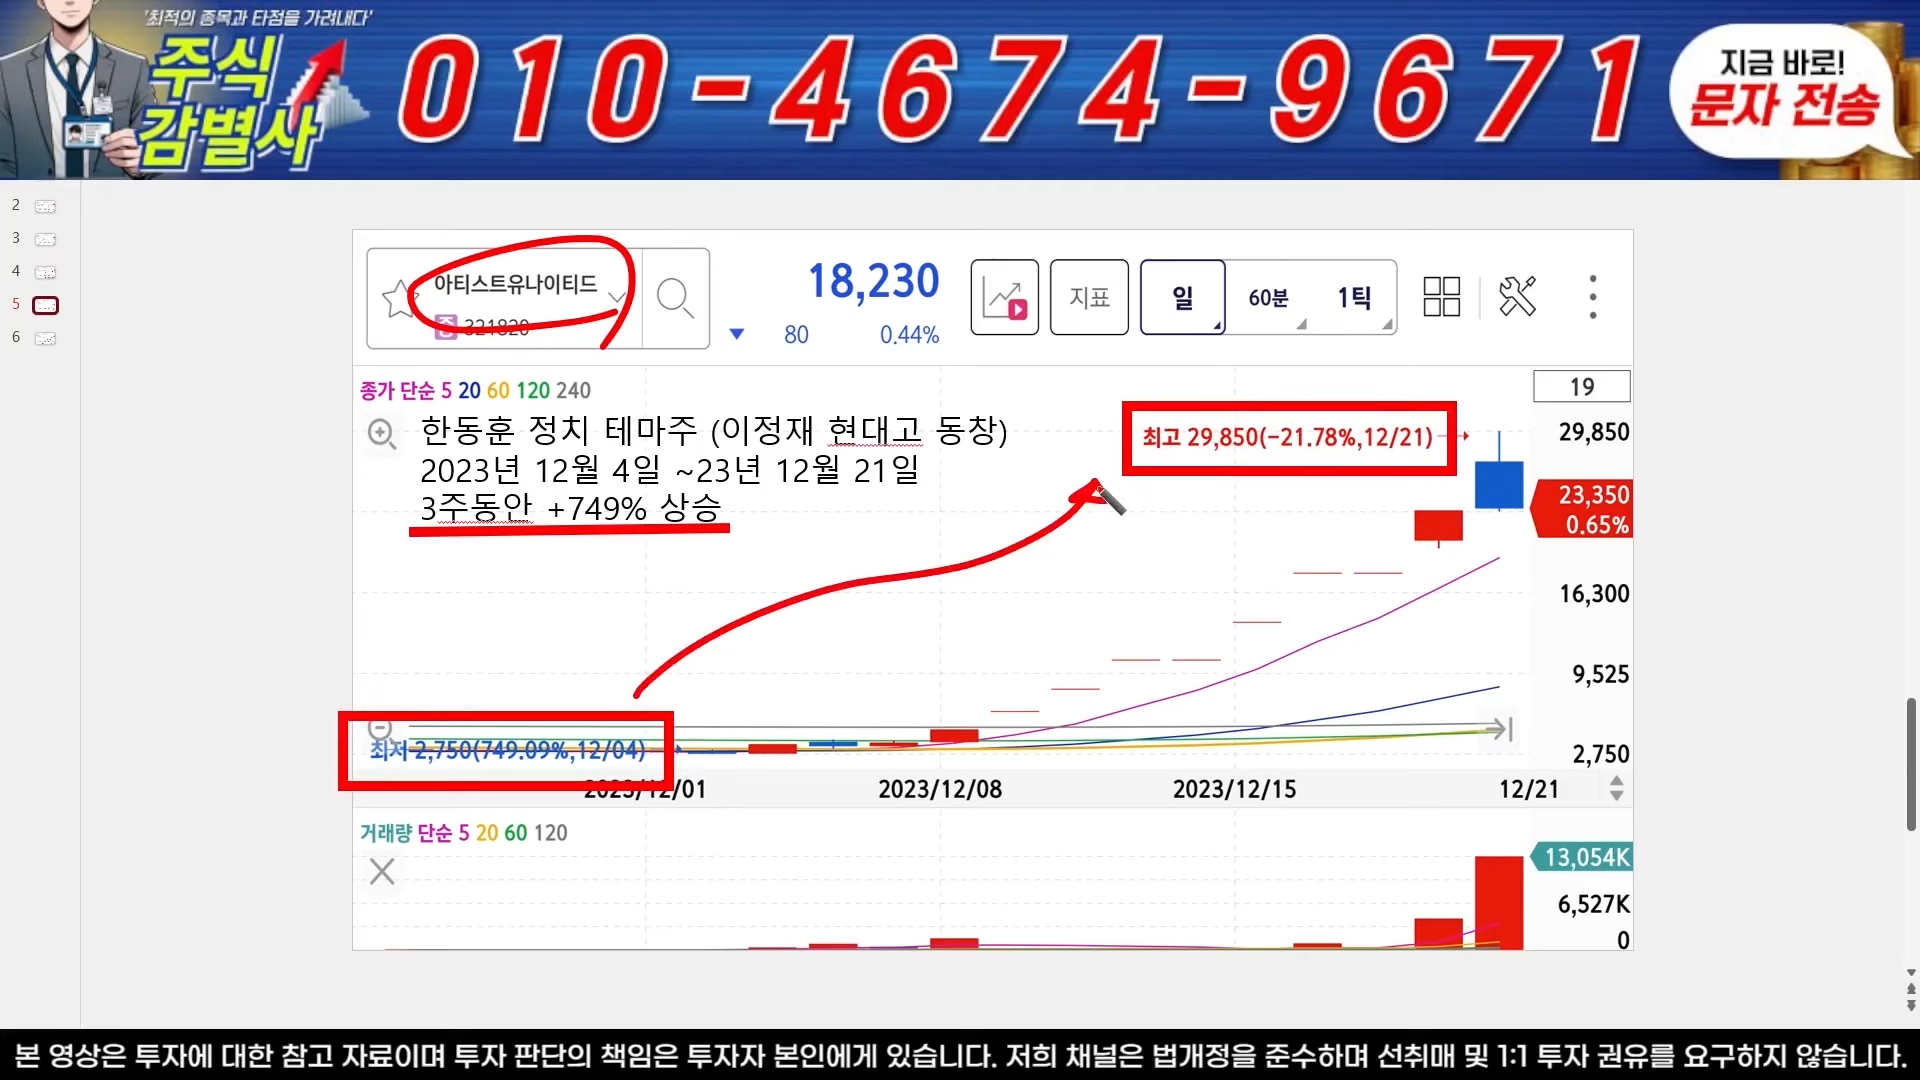 '최적의 종목과 타점을 가려내다'
주식
감별사
010-4674-9671
지금 바로!
문자 전송
2
3
4
5
6
아티스트유나이티드
증 321820
18,230
▼ 80 0.44%
지표
일 60분 1틱
종가 단순 5 20 60 120 240
19
한동훈 정치 테마주 (이정재 현대고 동창)
2023년 12월 4일 ~23년 12월 21일
3주동안 +749% 상승
최고 29,850(-21.78%,12/21)
29,850
23,350
0.65%
16,300
9,525
최저 2,750(749.09%,12/04)
2,750
2023/12/01 2023/12/08 2023/12/15 12/21
거래량 단순 5 20 60 120
13,054K
6,527K
0
본 영상은 투자에 대한 참고 자료이며 투자 판단의 책임은 투자자 본인에게 있습니다. 저희 채널은 법개정을 준수하며 선취매 및 1:1 투자 권유를 요구하지 않습니다.